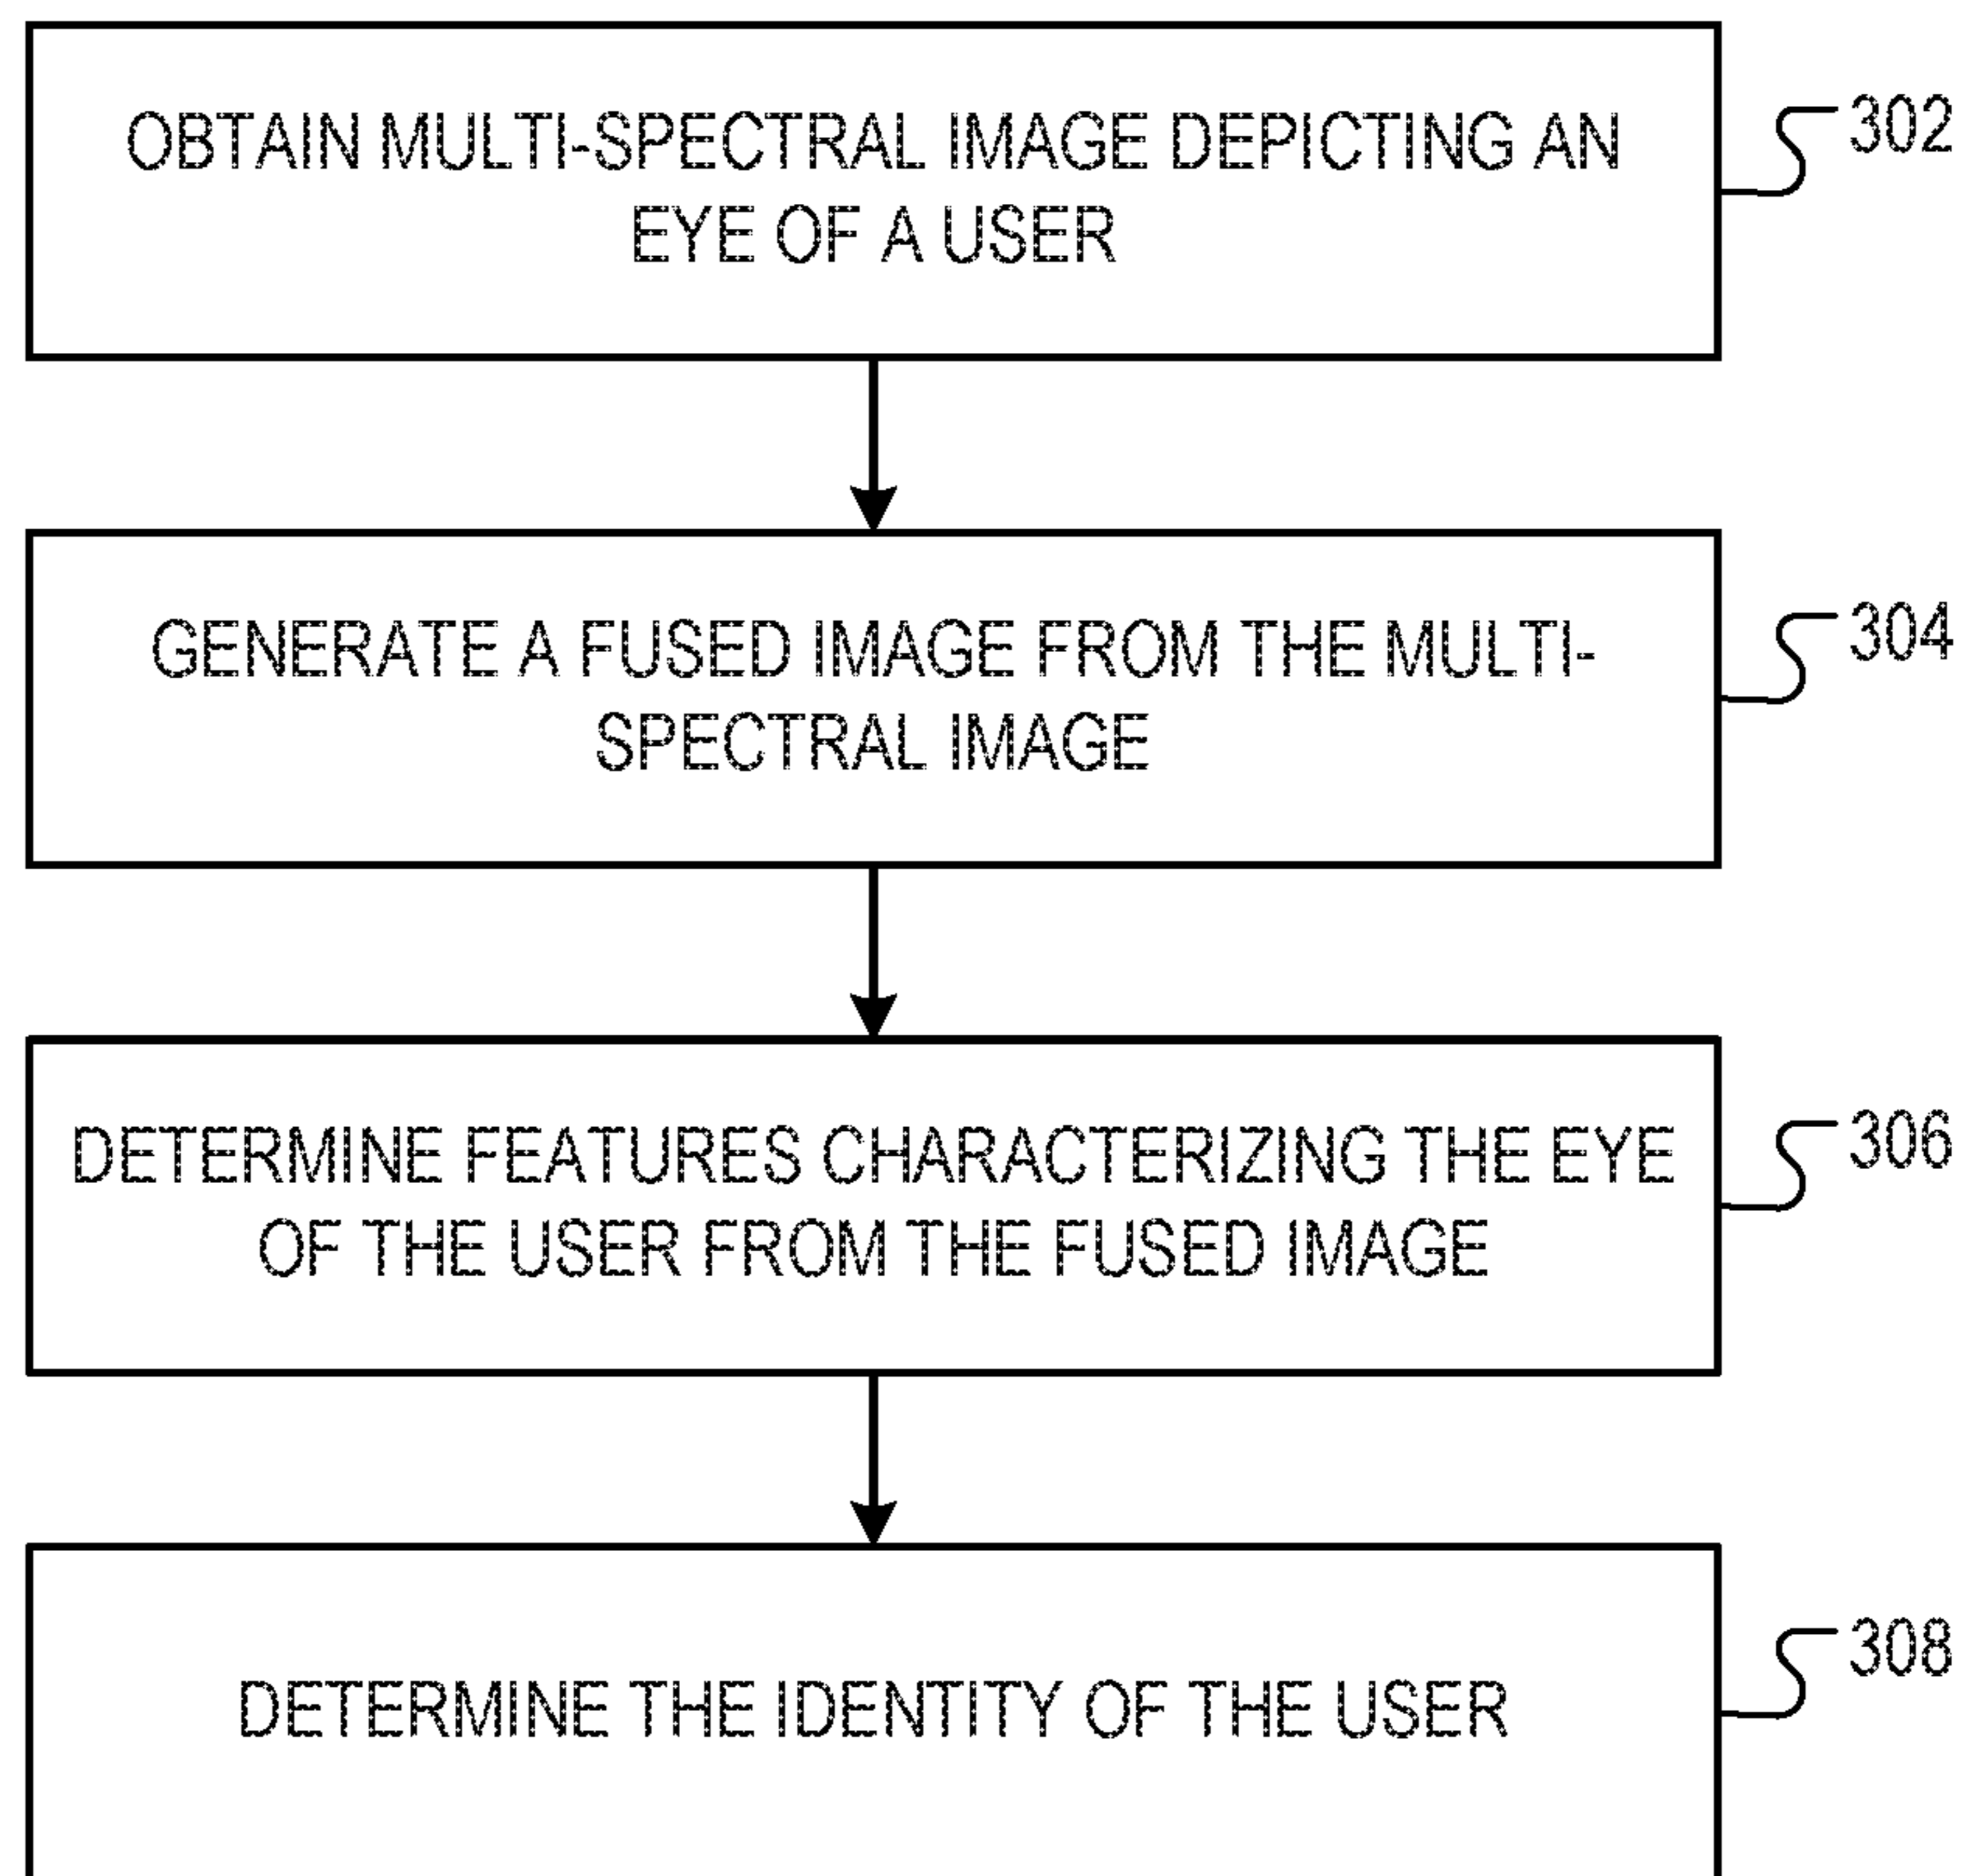 OBTAIN MULTI-SPECTRAL IMAGE DEPICTING AN
EYE OF A USER
302
GENERATE A FUSED IMAGE FROM THE MULTI-
SPECTRAL IMAGE
304
DETERMINE FEATURES CHARACTERIZING THE EYE
OF THE USER FROM THE FUSED IMAGE
306
DETERMINE THE IDENTITY OF THE USER
308